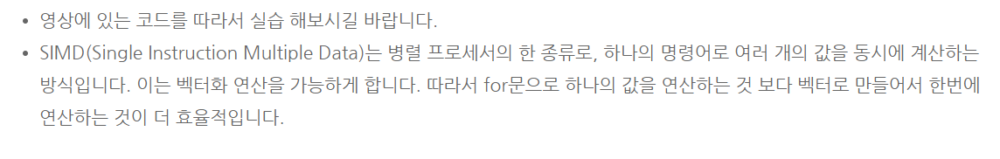 • 영상에 있는 코드를 따라서 실습 해보시길 바랍니다.
• SIMD(Single Instruction Multiple Data)는 병렬 프로세서의 한 종류로, 하나의 명령어로 여러 개의 값을 동시에 계산하는
방식입니다. 이는 벡터화 연산을 가능하게 합니다. 따라서 for문으로 하나의 값을 연산하는 것 보다 벡터로 만들어서 한번에
연산하는 것이 더 효율적입니다.